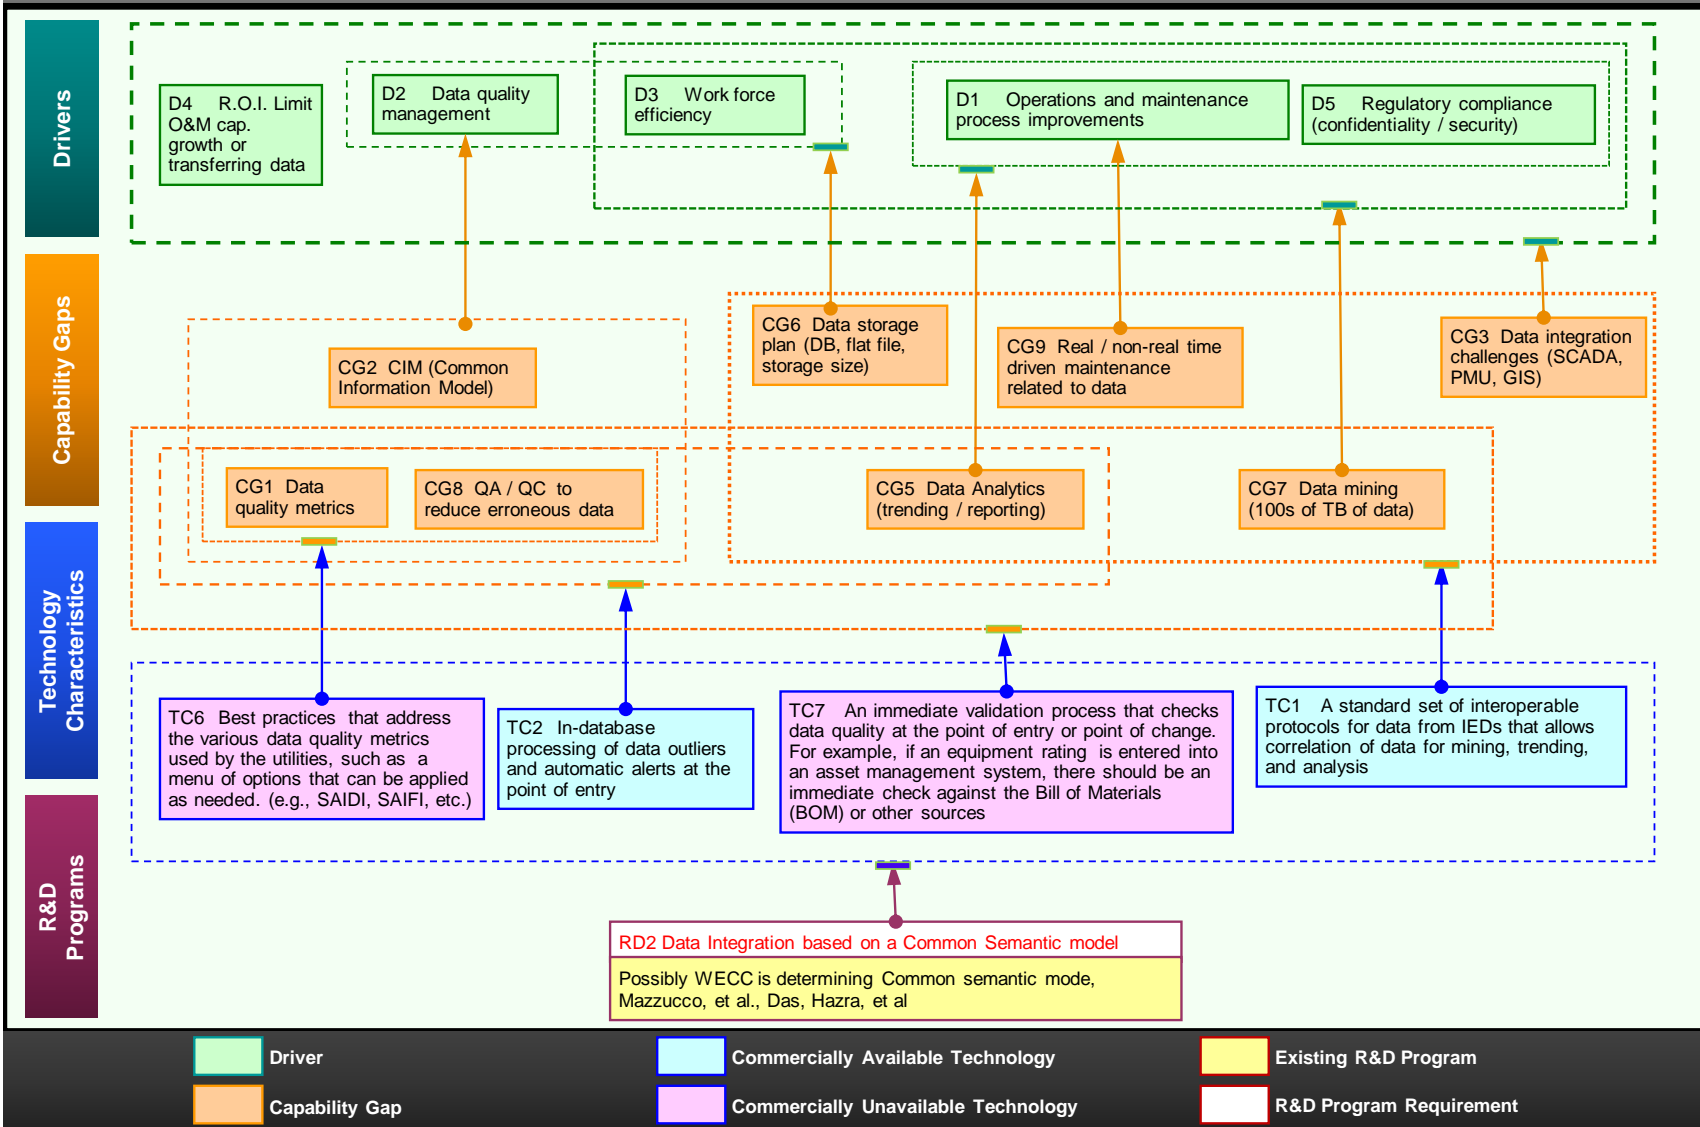 Drivers
D4 R.O.I. Limit
O&M cap.
growth or
transferring data
D2 Data quality
management
D3 Work force
efficiency
D1 Operations and maintenance
process improvements
D5 Regulatory compliance
(confidentiality / security)
Capability Gaps
CG2 CIM (Common
Information Model)
CG6 Data storage
plan (DB, flat file,
storage size)
CG9 Real / non-real time
driven maintenance
related to data
CG3 Data integration
challenges (SCADA,
PMU, GIS)
CG1 Data
quality metrics
CG8 QA / QC to
reduce erroneous data
CG5 Data Analytics
(trending / reporting)
CG7 Data mining
(100s of TB of data)
Technology
Characteristics
TC6 Best practices that address
the various data quality metrics
used by the utilities, such as a
menu of options that can be applied
as needed. (e.g., SAIDI, SAIFI, etc.)
TC2 In-database
processing of data outliers
and automatic alerts at the
point of entry
TC7 An immediate validation process that checks
data quality at the point of entry or point of change.
For example, if an equipment rating is entered into
an asset management system, there should be an
immediate check against the Bill of Materials
(BOM) or other sources
TC1 A standard set of interoperable
protocols for data from IEDs that allows
correlation of data for mining, trending,
and analysis
R&D
Programs
RD2 Data Integration based on a Common Semantic model
Possibly WECC is determining Common semantic mode,
Mazzucco, et al., Das, Hazra, et al
Driver
Commercially Available Technology
Existing R&D Program
Capability Gap
Commercially Unavailable Technology
R&D Program Requirement